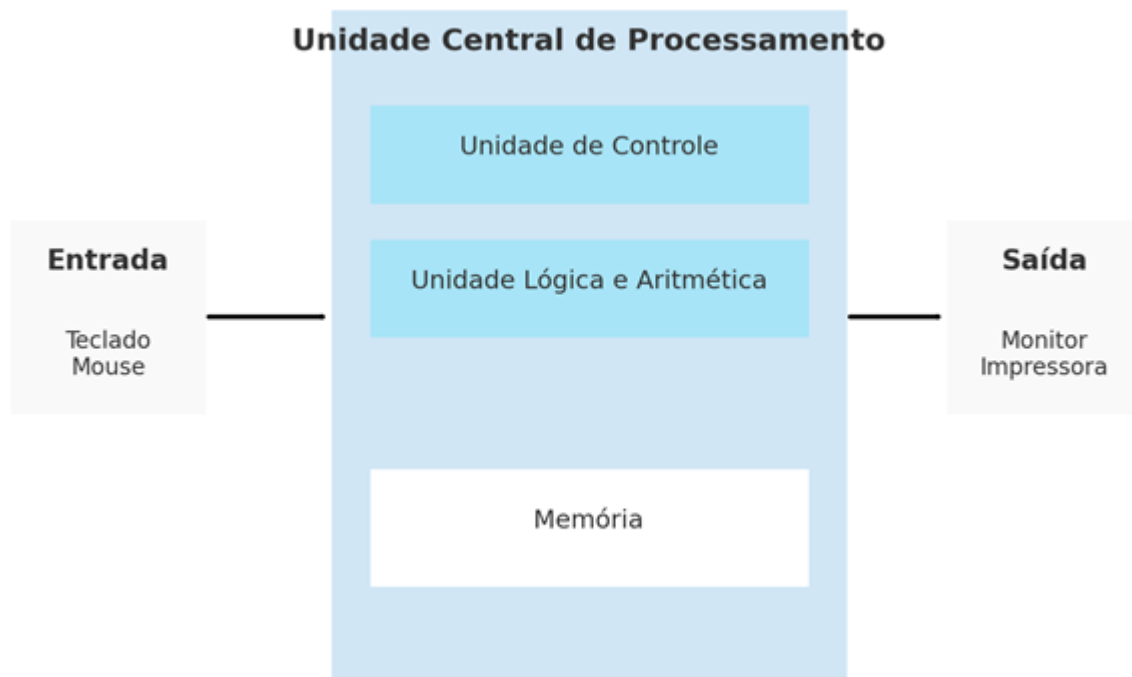 Unidade Central de Processamento
Unidade de Controle
Unidade Lógica e Aritmética
Memória
Entrada
Teclado
Mouse
Saída
Monitor
Impressora